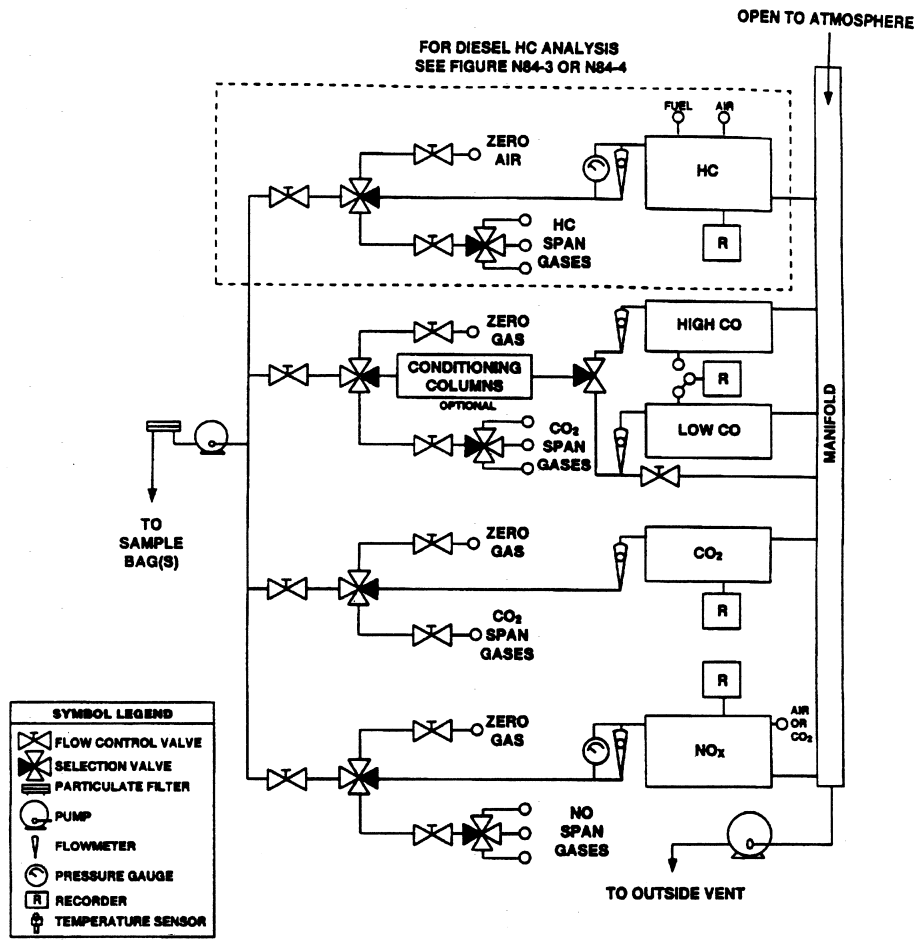 OPEN TO ATMOSPHERE
FOR DIESEL HC ANALYSIS
SEE FIGURE N84-3 OR N84-4
FUEL
AIR
ZERO
AIR
HC
R
HC
SPAN
GASES
ZERO
GAS
HIGH CO
CONDITIONING
COLUMNS
OPTIONAL
R
LOW CO
CO₂
SPAN
GASES
MANIFOLD
TO
SAMPLE
BAG(S)
ZERO
GAS
CO₂
R
CO₂
SPAN
GASES
R
ZERO
GAS
NOx
AIR
OR
CO₂
NO
SPAN
GASES
TO OUTSIDE VENT
SYMBOL LEGEND
FLOW CONTROL VALVE
SELECTION VALVE
PARTICULATE FILTER
PUMP
FLOWMETER
PRESSURE GAUGE
R RECORDER
TEMPERATURE SENSOR